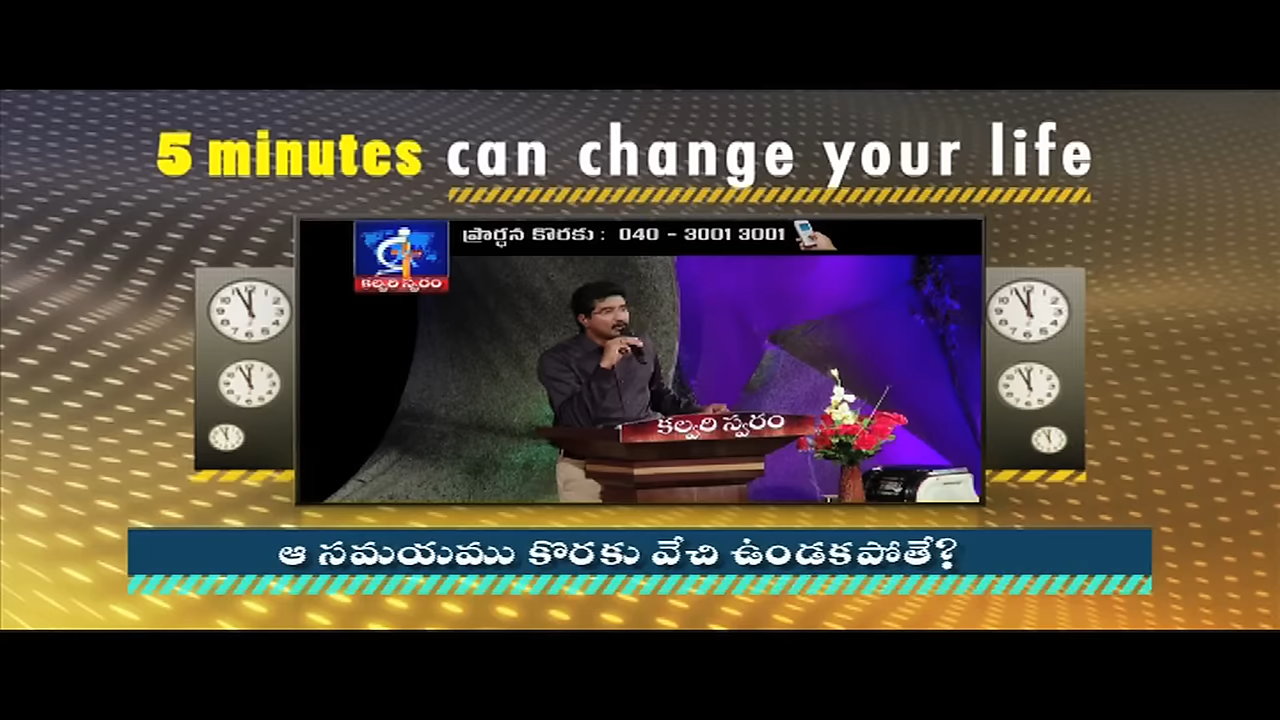 5 minutes can change your life
ప్రార్థన కొరకు : 040 - 3001 3001
కల్వరి స్వరం
కల్వరి స్వరం
ఆ సమయము కొరకు వేచి ఉండకపోతే?